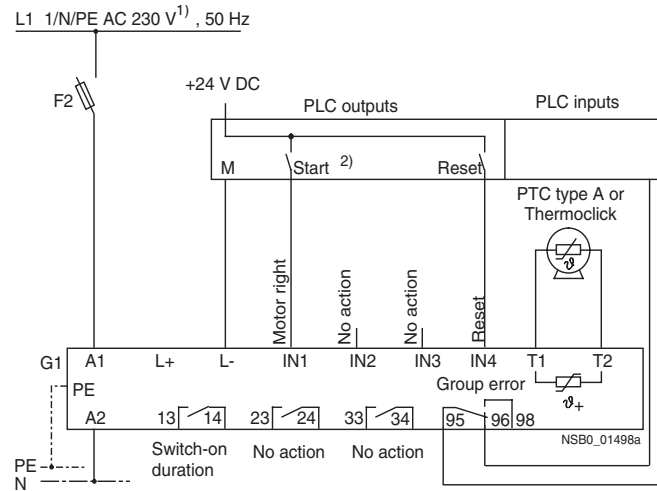 L1 1/N/PE AC 230 V1) , 50 Hz
F2
+24 V DC
PLC outputs
PLC inputs
M
Start 2)
Reset
PTC type A or
Thermoclick
ϑ
Motor right
No action
No action
Reset
G1
A1
L+
L-
IN1
IN2
IN3
IN4
T1
T2
PE
Group error
ϑ+
A2
13
14
23
24
33
34
95
96
98
NSB0_01498a
Switch-on
duration
No action
No action
PE
N